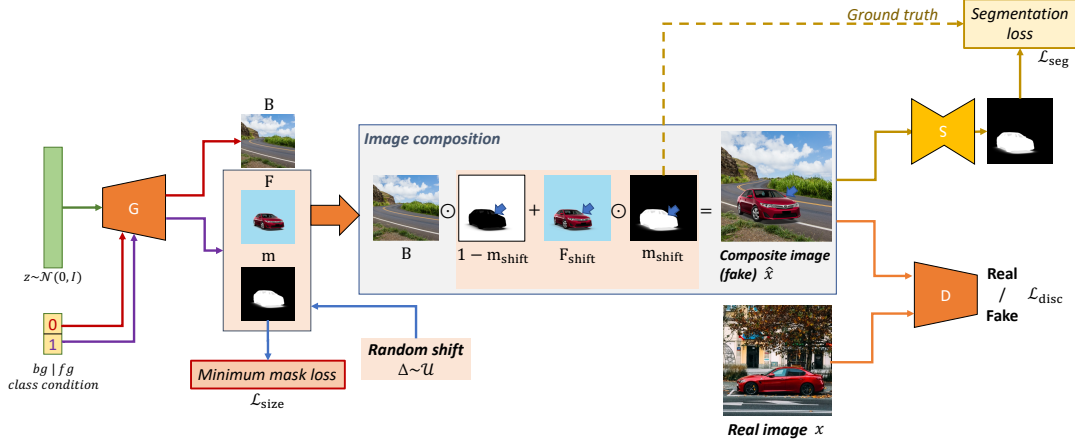 Ground truth
Segmentation
loss
ℒseg
B
Image composition
S
F
G
⊙
+
⊙
=
B
1 − mshift
Fshift
mshift
m
z~𝒩(0, I)
Composite image
(fake) x̂
D
Real
/
Fake
ℒdisc
0
1
bg | fg
class condition
Random shift
Δ~𝒰
Minimum mask loss
ℒsize
Real image x